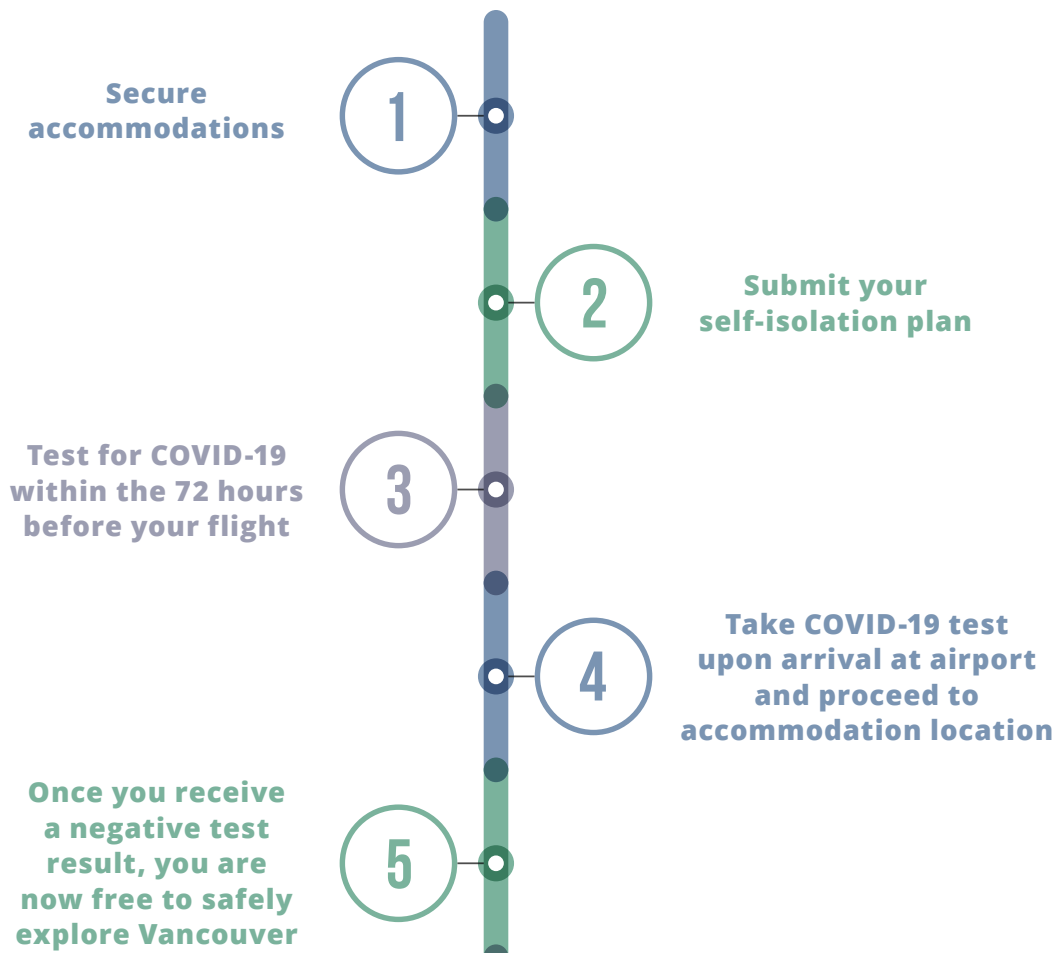 Secure
accommodations
1
2
Submit your
self-isolation plan
Test for COVID-19
within the 72 hours
before your flight
3
4
Take COVID-19 test
upon arrival at airport
and proceed to
accommodation location
Once you receive
a negative test
result, you are
now free to safely
explore Vancouver
5